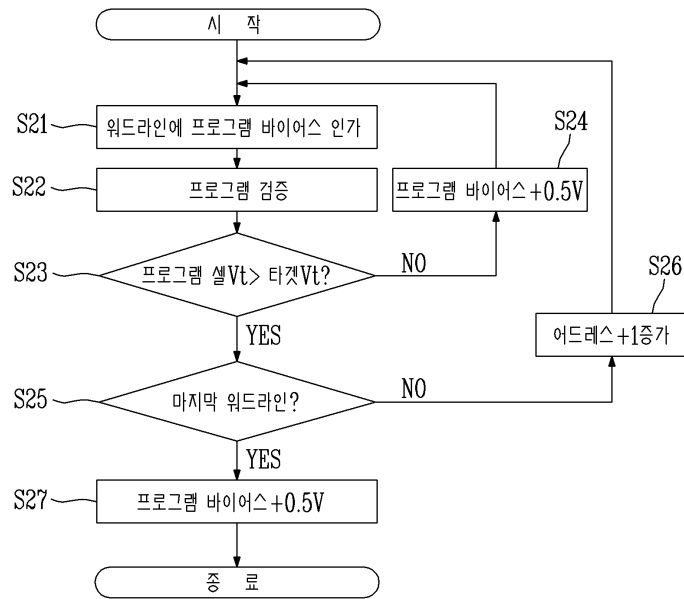 시 작
S21
워드라인에 프로그램 바이어스 인가
S24
S22
프로그램 검증
프로그램 바이어스+0.5V
S23
프로그램 셀Vt> 타겟Vt?
NO
S26
YES
어드레스+1증가
S25
마지막 워드라인?
NO
YES
S27
프로그램 바이어스+0.5V
종 료